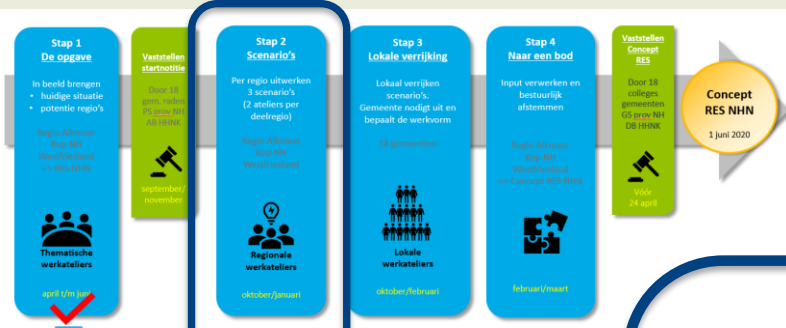 Stap 1
De opgave
In beeld brengen
• huidige situatie
• potentie regio's
Regio Alkmaar
Kop NH
Westfriesland
=> RES NHN
Thematische
werkateliers
april t/m juni
Vaststellen
startnotitie
Door 18
gem. raden
PS prov NH
AB HHNK
september/
november
Stap 2
Scenario's
Per regio uitwerken
3 scenario's
(2 ateliers per
deelregio)
Regio Alkmaar
Kop NH
Westfriesland
Regionale
werkateliers
oktober/januari
Stap 3
Lokale verrijking
Lokaal verrijken
scenario's.
Gemeente nodigt uit en
bepaalt de werkvorm
18 gemeenten
Lokale
werkateliers
oktober/februari
Stap 4
Naar een bod
Input verwerken en
bestuurlijk
afstemmen
Regio Alkmaar
Kop NH
Westfriesland
=> Concept RES NHN
februari/maart
Vaststellen
Concept
RES
Door 18
colleges
gemeenten
GS prov NH
DB HHNK
Vóór
24 april
Concept
RES NHN
1 juni 2020